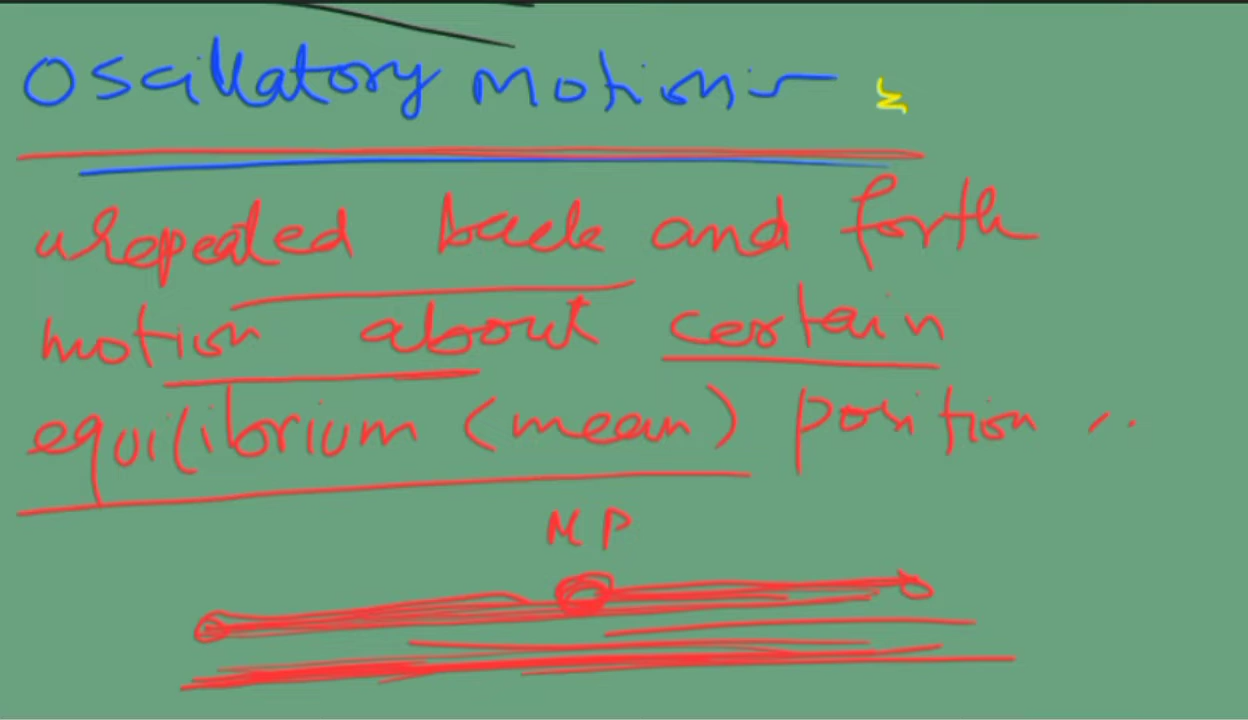 Oscillatory Motion:-
repeated back and forth
motion about certain
equilibrium (mean) position ..
MP